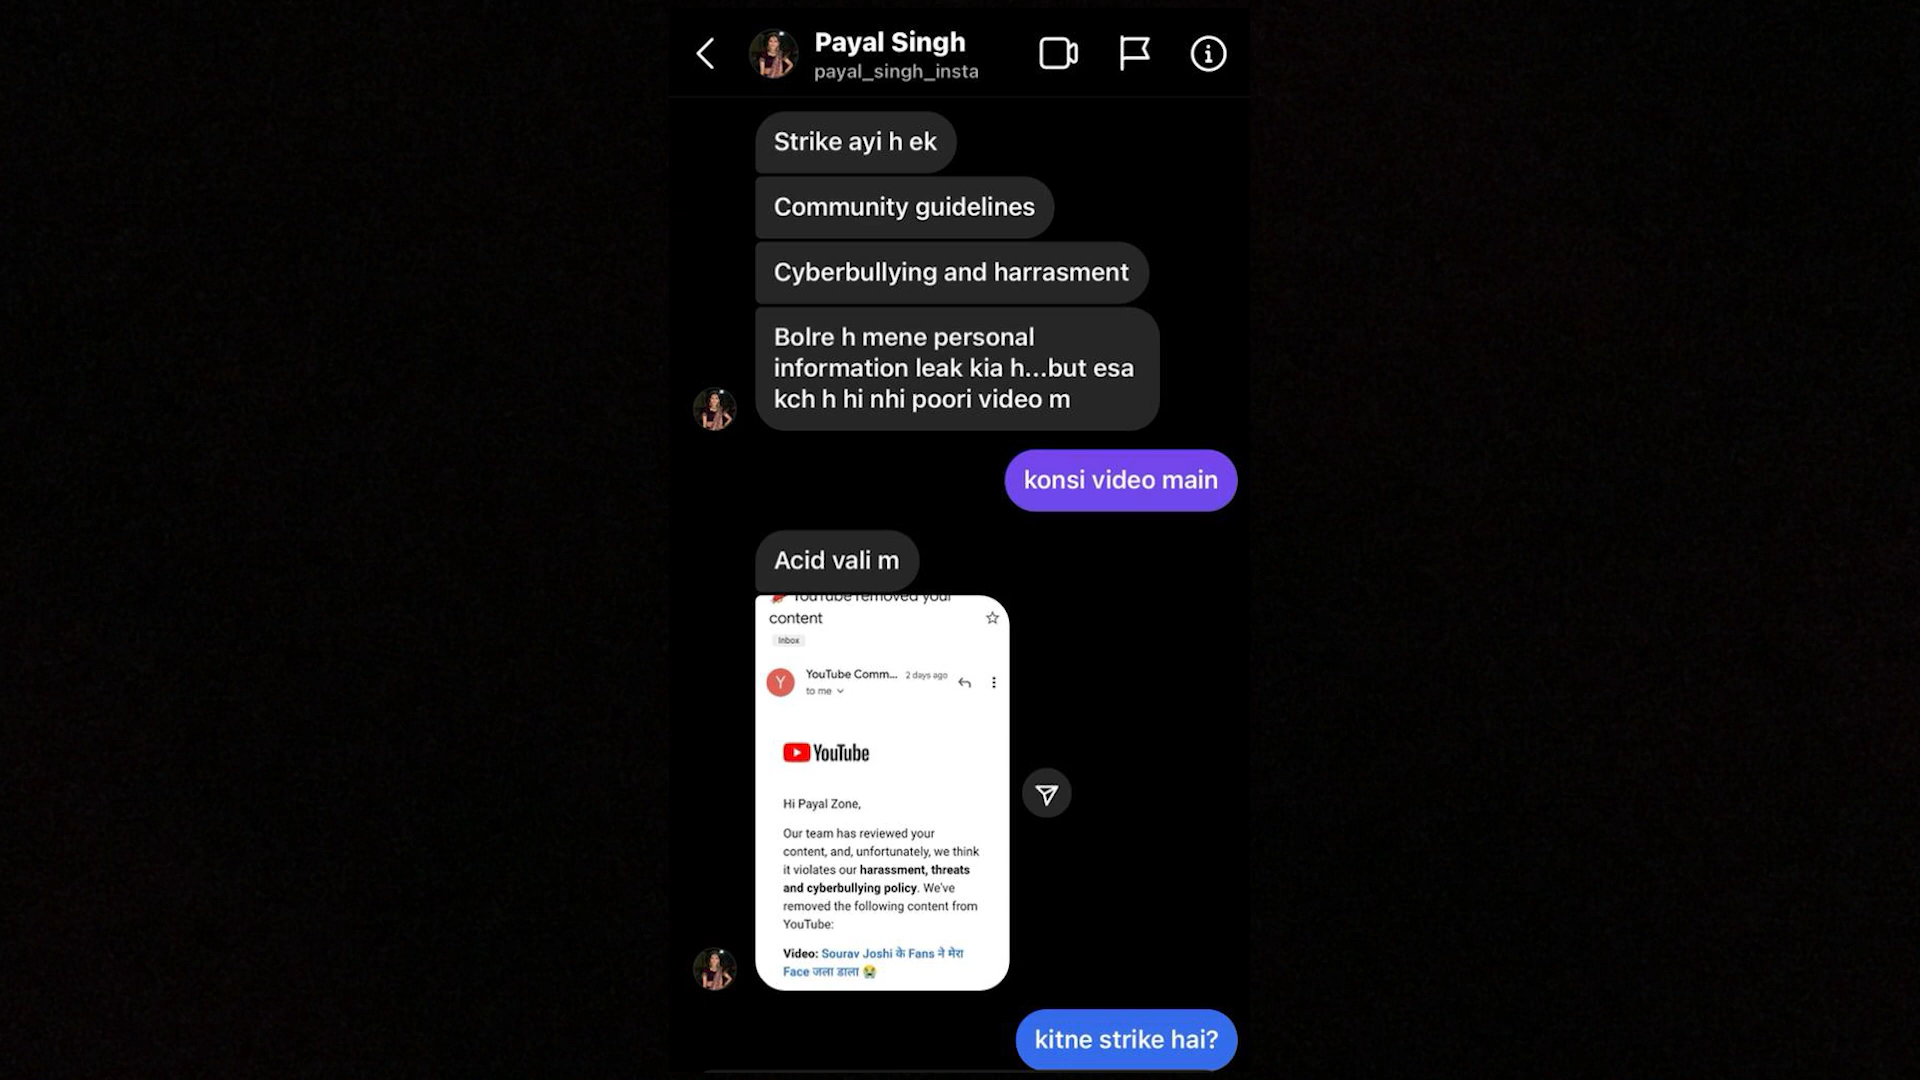 Payal Singh
payal_singh_insta
Strike ayi h ek
Community guidelines
Cyberbullying and harrasment
Bolre h mene personal
information leak kia h...but esa
kch h hi nhi poori video m
konsi video main
Acid vali m
YouTube removed your
content
Inbox
Y
YouTube Comm... 2 days ago
to me
YouTube
Hi Payal Zone,
Our team has reviewed your
content, and, unfortunately, we think
it violates our harassment, threats
and cyberbullying policy. We've
removed the following content from
YouTube:
Video: Sourav Joshi के Fans ने मेरा
Face जला डाला 😭
kitne strike hai?